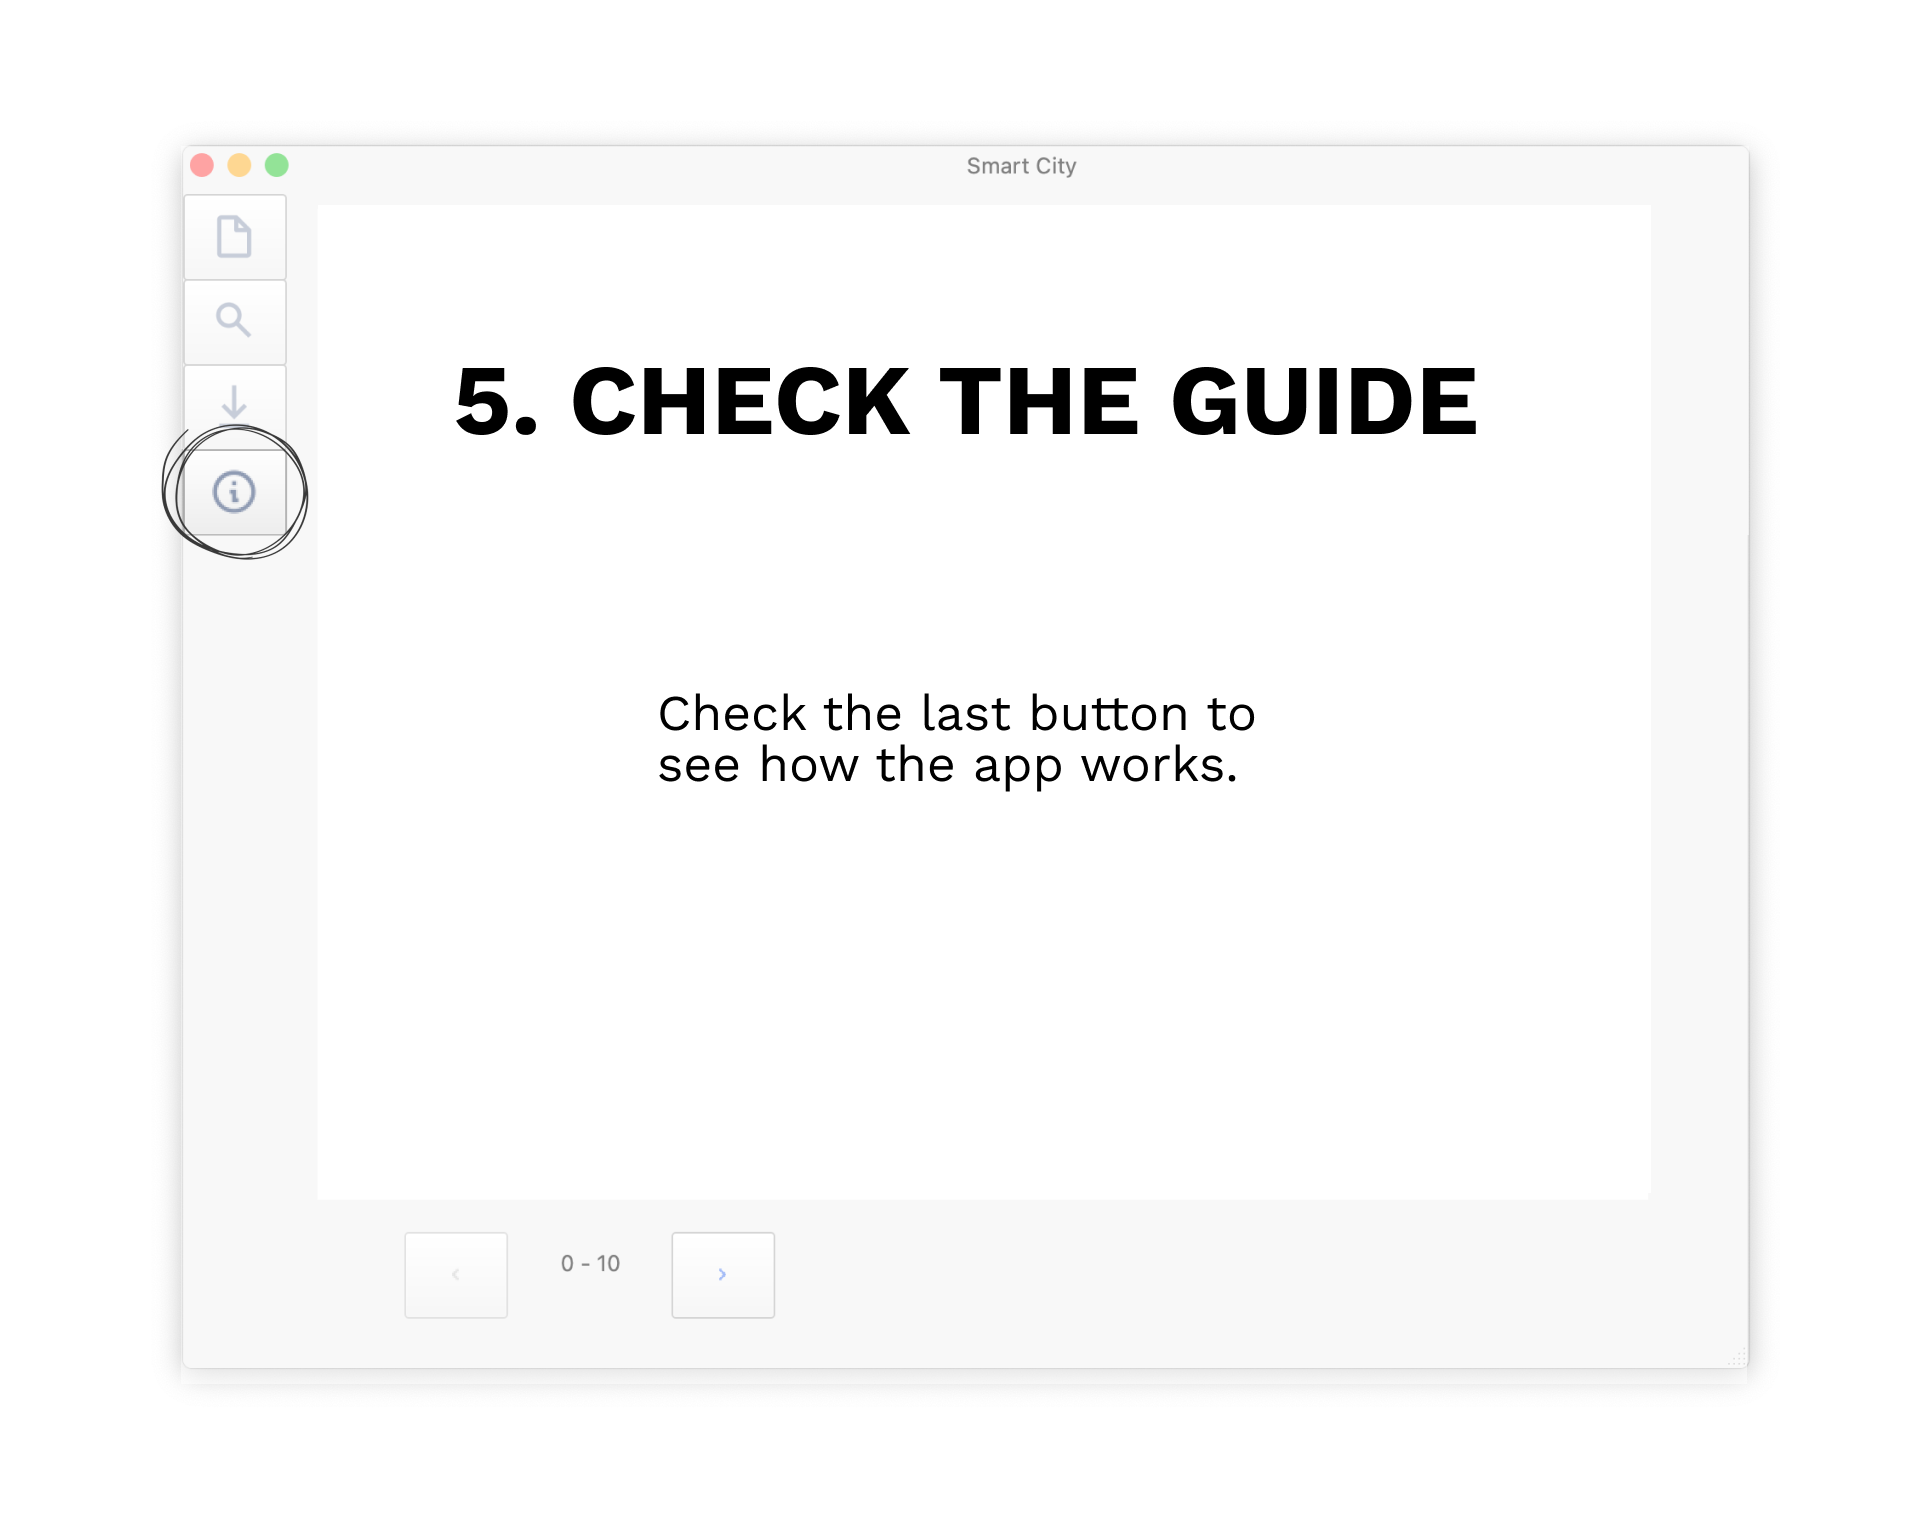 Smart City
5. CHECK THE GUIDE
Check the last button to
see how the app works.
0 - 10